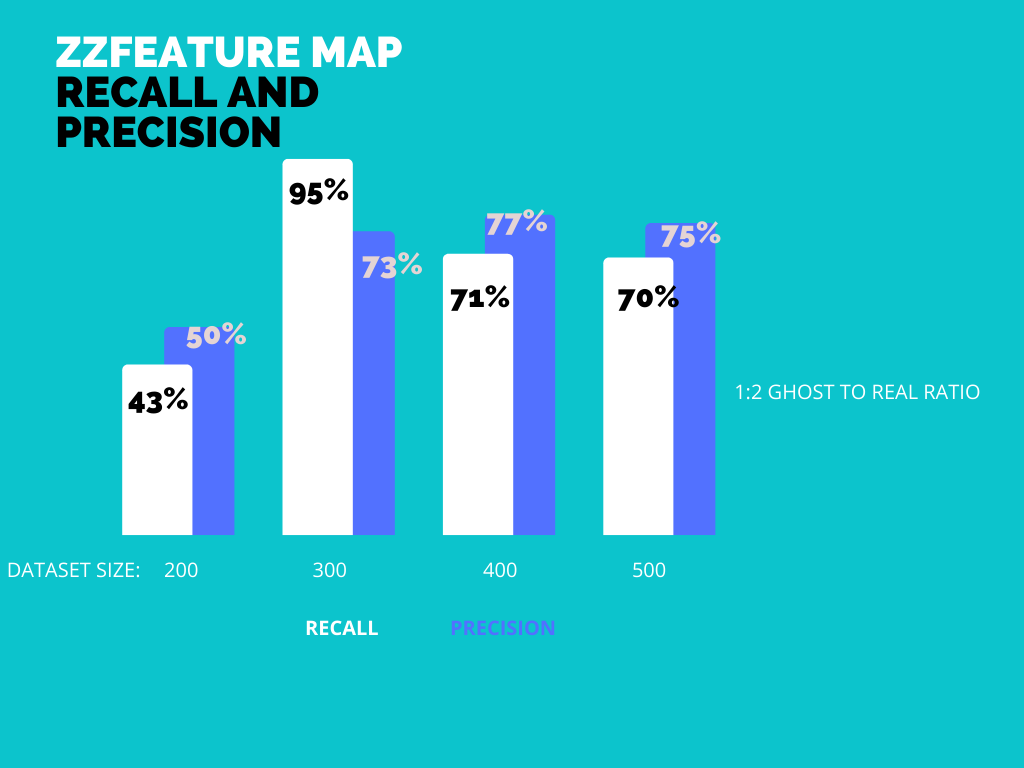 ZZFEATURE MAP
RECALL AND
PRECISION
95%
77%
75%
73%
71%
70%
50%
43%
1:2 GHOST TO REAL RATIO
DATASET SIZE: 200 300 400 500
RECALL PRECISION